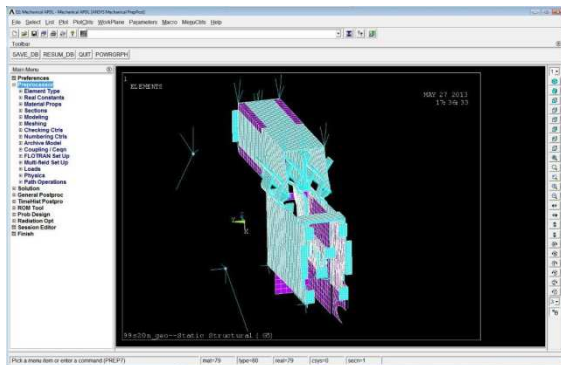 File Select List Plot PlotCtrls WorkPlane Parameters Macro MenuCtrls Help
Toolbar
SAVE_DB RESUM_DB QUIT POWRGRPH
Main Menu
Preferences
Preprocessor
Element Type
Real Constants
Material Props
Sections
Modeling
Meshing
Checking Ctrls
Numbering Ctrls
Archive Model
Coupling / Ceqn
FLOTRAN Set Up
Multi-field Set Up
Loads
Physics
Path Operations
Solution
General Postproc
TimeHist Postpro
ROM Tool
Prob Design
Radiation Opt
Session Editor
Finish
1
ELEMENTS
MAY 27 2013
Pick a menu item or enter a command (PREP7)
mat=79
type=80
real=79
csys=0
secn=1